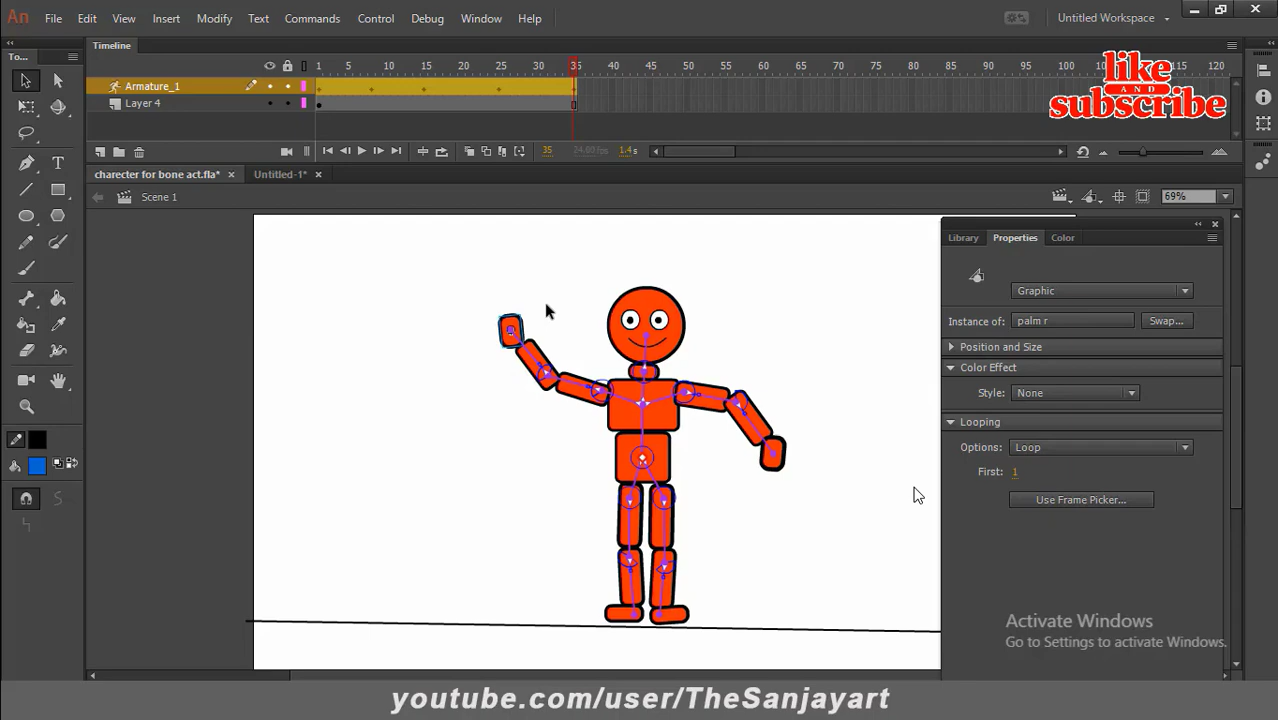 An File Edit View Insert Modify Text Commands Control Debug Window Help Untitled Workspace
To... Timeline
1 5 10 15 20 25 30 35 40 45 50 55 60 65 70 75 80 85 90 95 100 105 110 115 120
Armature_1
Layer 4
like
AND
subscribe
35 24.00 fps 1.4 s
charecter for bone act.fla* Untitled-1*
Scene 1 69%
Library Properties Color
Graphic
Instance of: palm r Swap...
Position and Size
Color Effect
Style: None
Looping
Options: Loop
First: 1
Use Frame Picker...
Activate Windows
Go to Settings to activate Windows.
youtube.com/user/TheSanjayart